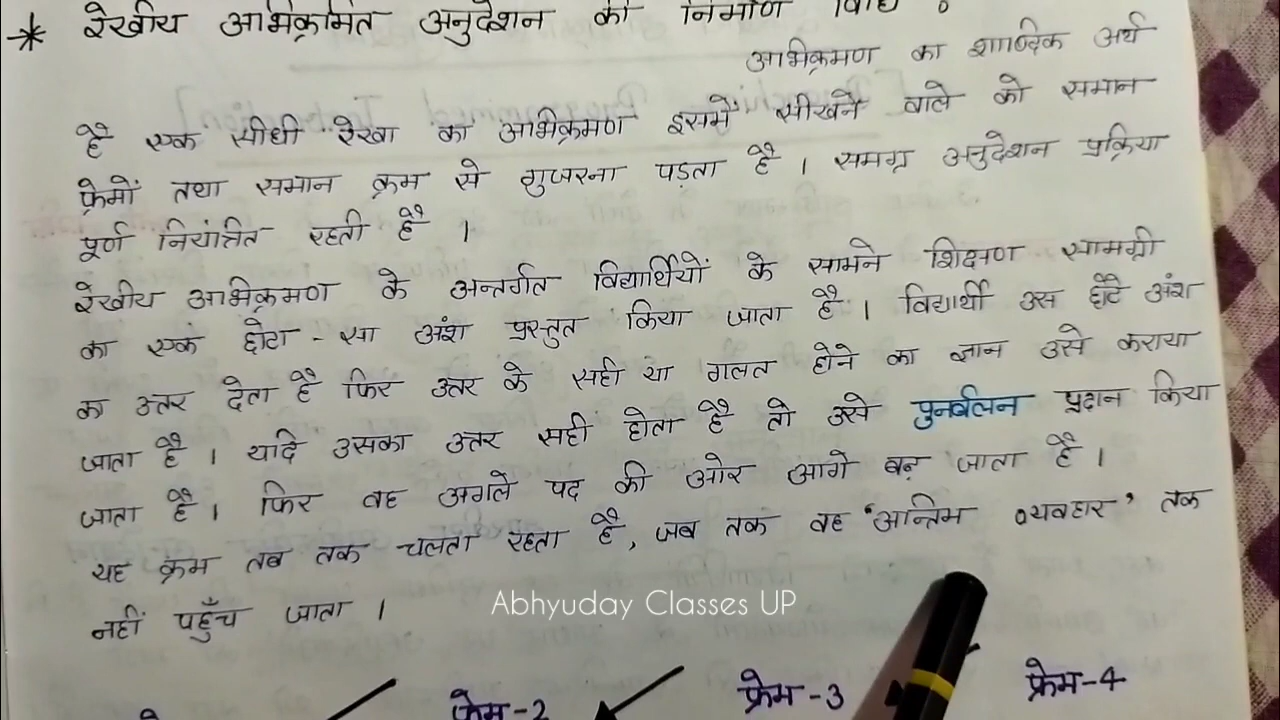 * रेखीय अभिक्रमित अनुदेशन की निर्माण विधि :
अभिक्रमण का शाब्दिक अर्थ
है एक सीधी रेखा का अभिक्रमण इसमें सीखने वाले को समान
फ्रेमों तथा समान क्रम से गुजरना पड़ता है । समग्र अनुदेशन प्रक्रिया
पूर्ण नियंत्रित रहती है ।
रेखीय अभिक्रमण के अन्तर्गत विद्यार्थियों के सामने शिक्षण सामग्री
का एक छोटा - सा अंश प्रस्तुत किया जाता है । विद्यार्थी उस छोटे अंश
का उत्तर देता है फिर उत्तर के सही या गलत होने का ज्ञान उसे कराया
जाता है । यदि उसका उत्तर सही होता है तो उसे पुनर्बलन प्रदान किया
जाता है । फिर वह अगले पद की ओर आगे बढ़ जाता है ।
यह क्रम तब तक चलता रहता है, जब तक वह 'अन्तिम व्यवहार' तक
नहीं पहुँच जाता ।
Abhyuday Classes UP
फ्रेम-2 फ्रेम-3 फ्रेम-4